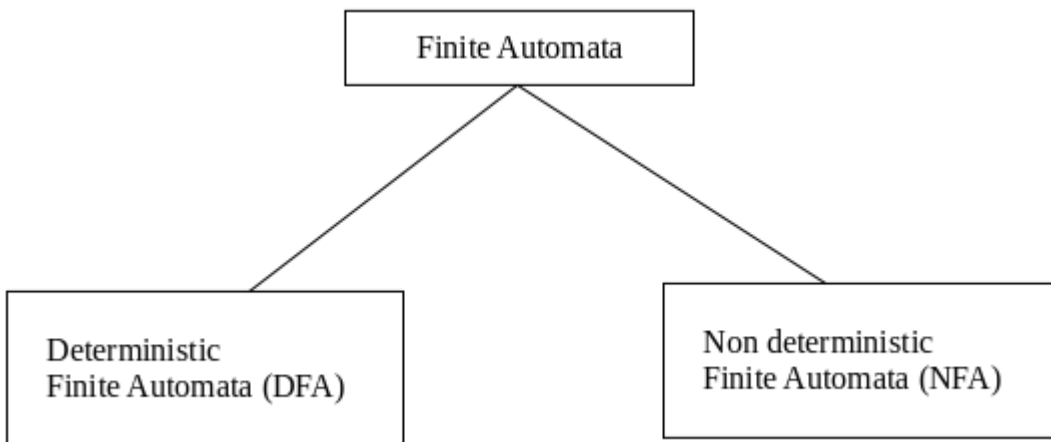 Finite Automata
Deterministic
Finite Automata (DFA)
Non deterministic
Finite Automata (NFA)